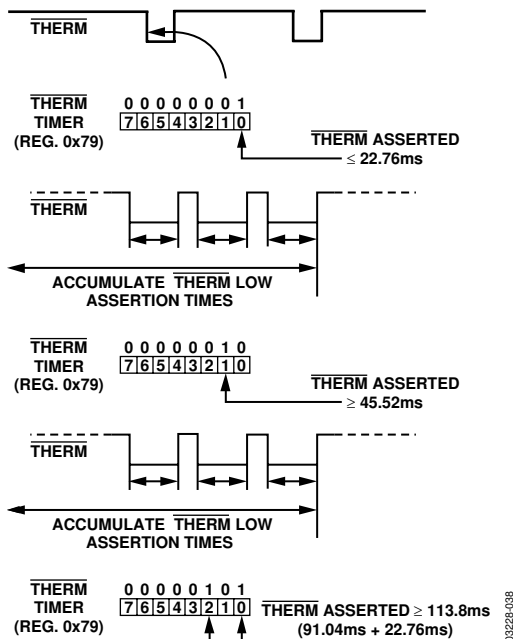 THERM
THERM
TIMER
(REG. 0x79)
0 0 0 0 0 0 0 1
7 6 5 4 3 2 1 0
THERM ASSERTED
≤ 22.76ms
THERM
ACCUMULATE THERM LOW
ASSERTION TIMES
THERM
TIMER
(REG. 0x79)
0 0 0 0 0 0 1 0
7 6 5 4 3 2 1 0
THERM ASSERTED
≥ 45.52ms
THERM
ACCUMULATE THERM LOW
ASSERTION TIMES
THERM
TIMER
(REG. 0x79)
0 0 0 0 0 1 0 1
7 6 5 4 3 2 1 0
THERM ASSERTED ≥ 113.8ms
(91.04ms + 22.76ms)